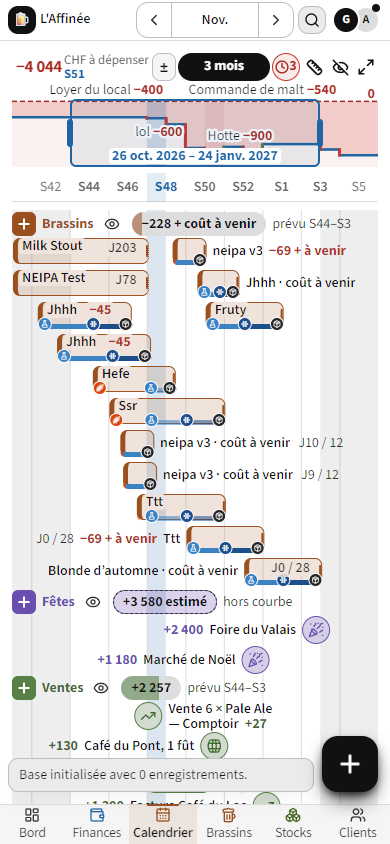 L'Affinée
Nov.
G
A
−4 044 CHF à dépenser
S51
±
3 mois
3
Loyer du local −400
Commande de malt −540
0
lol −600
Hotte −900
26 oct. 2026 – 24 janv. 2027
S42 S44 S46 S48 S50 S52 S1 S3 S5
Brassins
−228 + coût à venir
prévu S44–S3
Milk Stout J203
neipa v3 −69 + à venir
NEIPA Test J78
Jhhh · coût à venir
Jhhh −45
Fruty
Jhhh −45
Hefe
Ssr
neipa v3 · coût à venir J10 / 12
neipa v3 · coût à venir J9 / 12
Ttt
J0 / 28 −69 + à venir Ttt
Blonde d’automne · coût à venir J0 / 28
Fêtes
+3 580 estimé
hors courbe
+2 400 Foire du Valais
+1 180 Marché de Noël
Ventes
+2 257
prévu S44–S3
Vente 6 × Pale Ale
— Comptoir +27
+130 Café du Pont, 1 fût
Base initialisée avec 0 enregistrements.
Bord
Finances
Calendrier
Brassins
Stocks
Clients